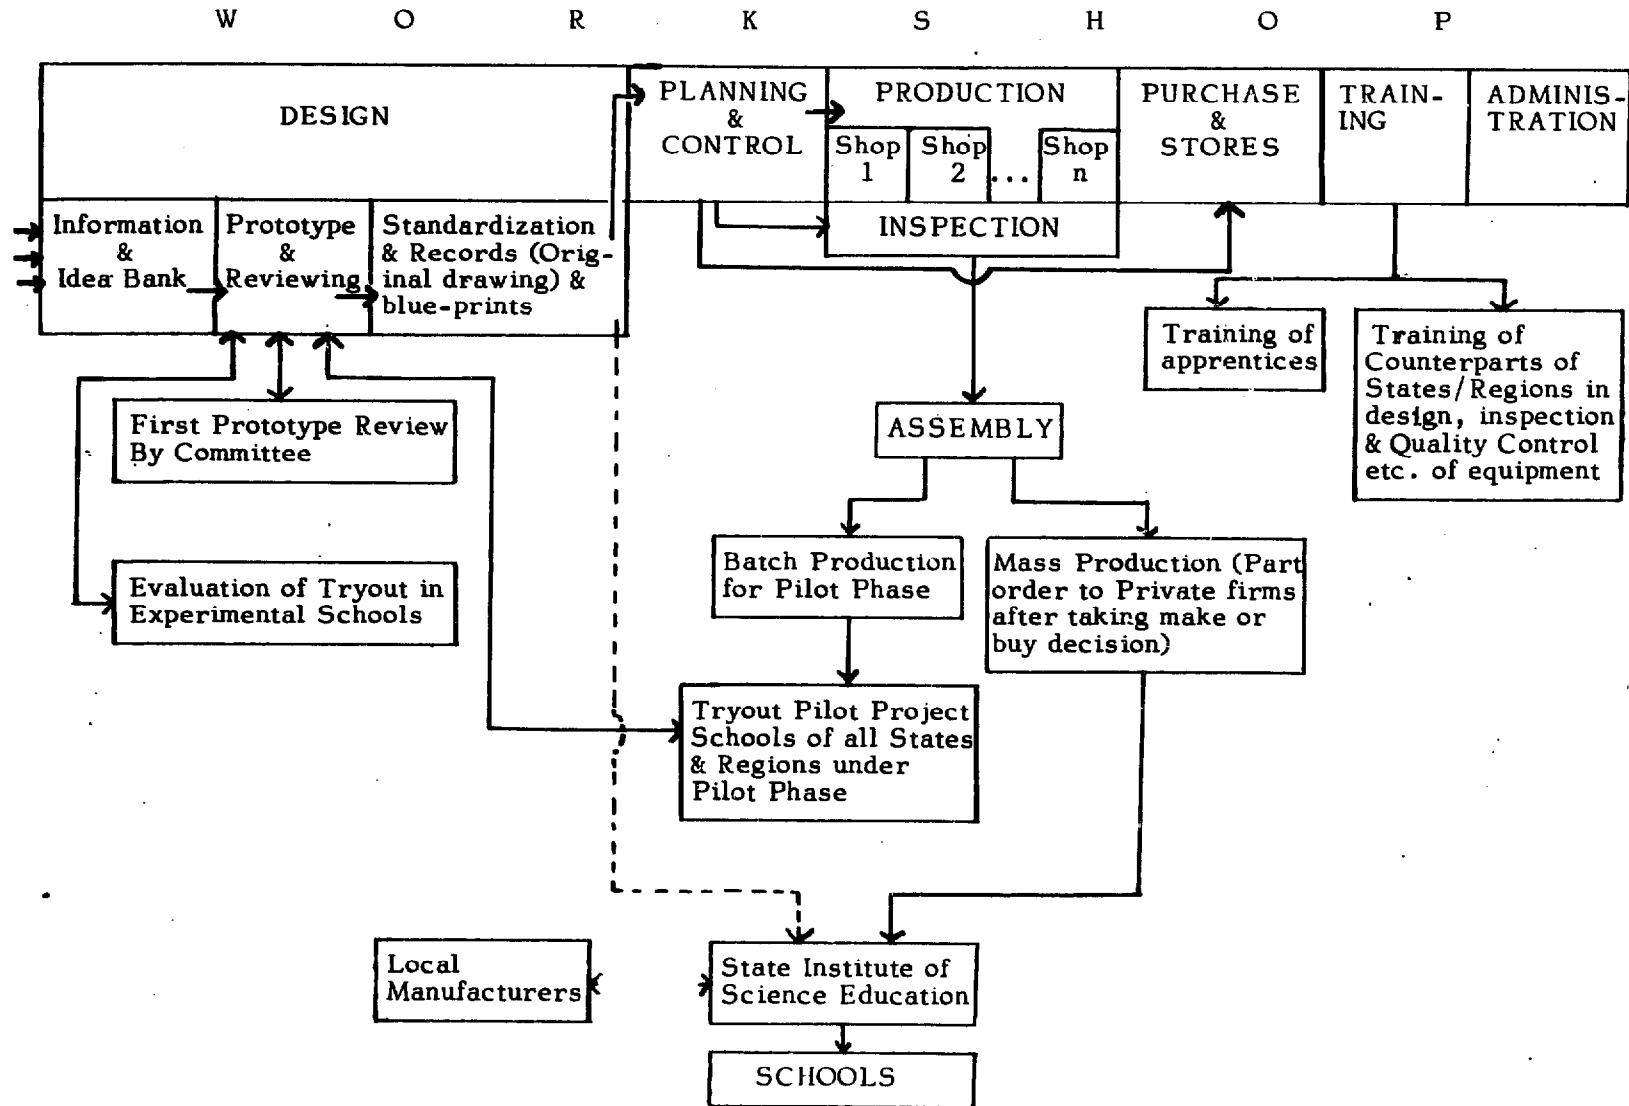 W O R K S H O P
DESIGN
PLANNING
&
CONTROL
PRODUCTION
Shop
1
Shop
2
...
Shop
n
PURCHASE
&
STORES
TRAIN-
ING
ADMINIS-
TRATION
Information
&
Idea Bank
Prototype
&
Reviewing
Standardization
& Records (Orig-
inal drawing) &
blue-prints
INSPECTION
First Prototype Review
By Committee
Evaluation of Tryout in
Experimental Schools
ASSEMBLY
Training of
apprentices
Training of
Counterparts of
States/Regions in
design, inspection
& Quality Control
etc. of equipment
Batch Production
for Pilot Phase
Mass Production (Part
order to Private firms
after taking make or
buy decision)
Tryout Pilot Project
Schools of all States
& Regions under
Pilot Phase
Local
Manufacturers
State Institute of
Science Education
SCHOOLS